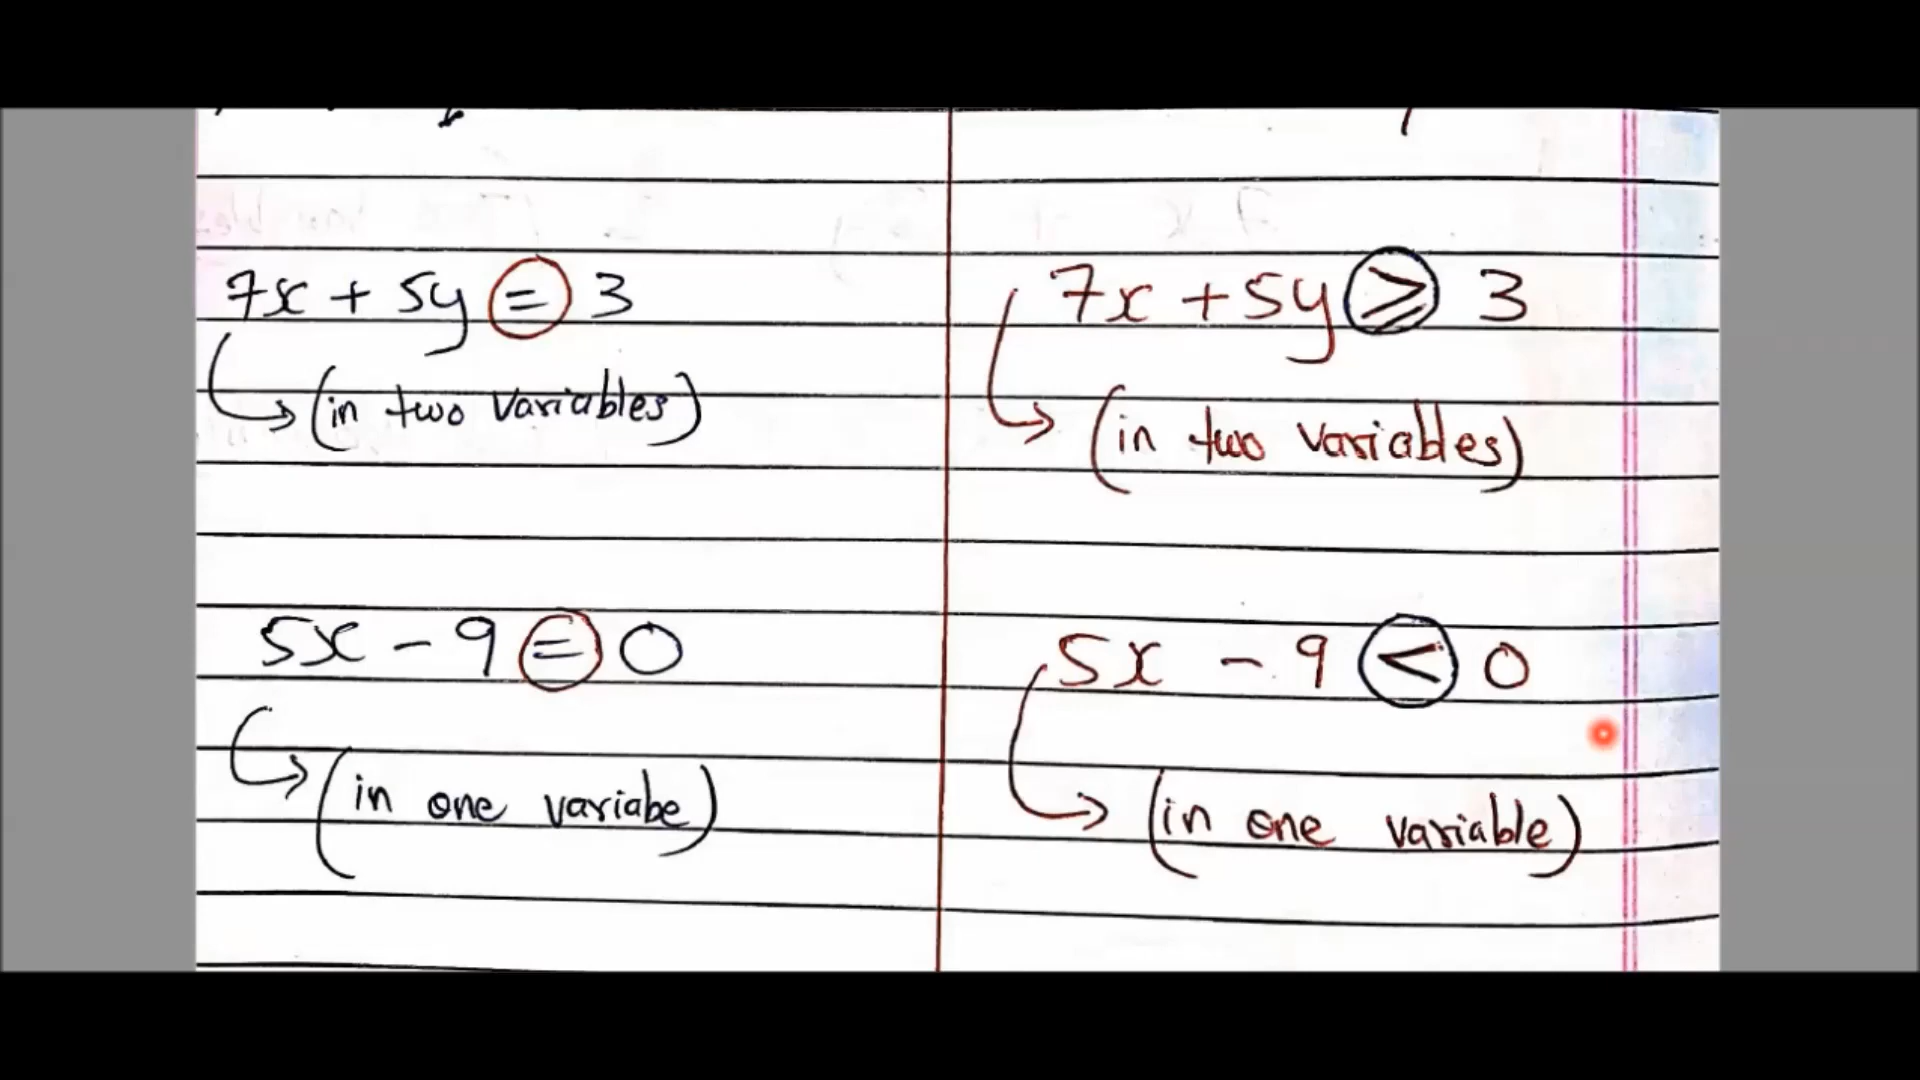 7x + 5y = 3
(in two variables)
5x - 9 = 0
(in one variabe)
7x + 5y ⩾ 3
(in two variables)
5x - 9 < 0
(in one variable)